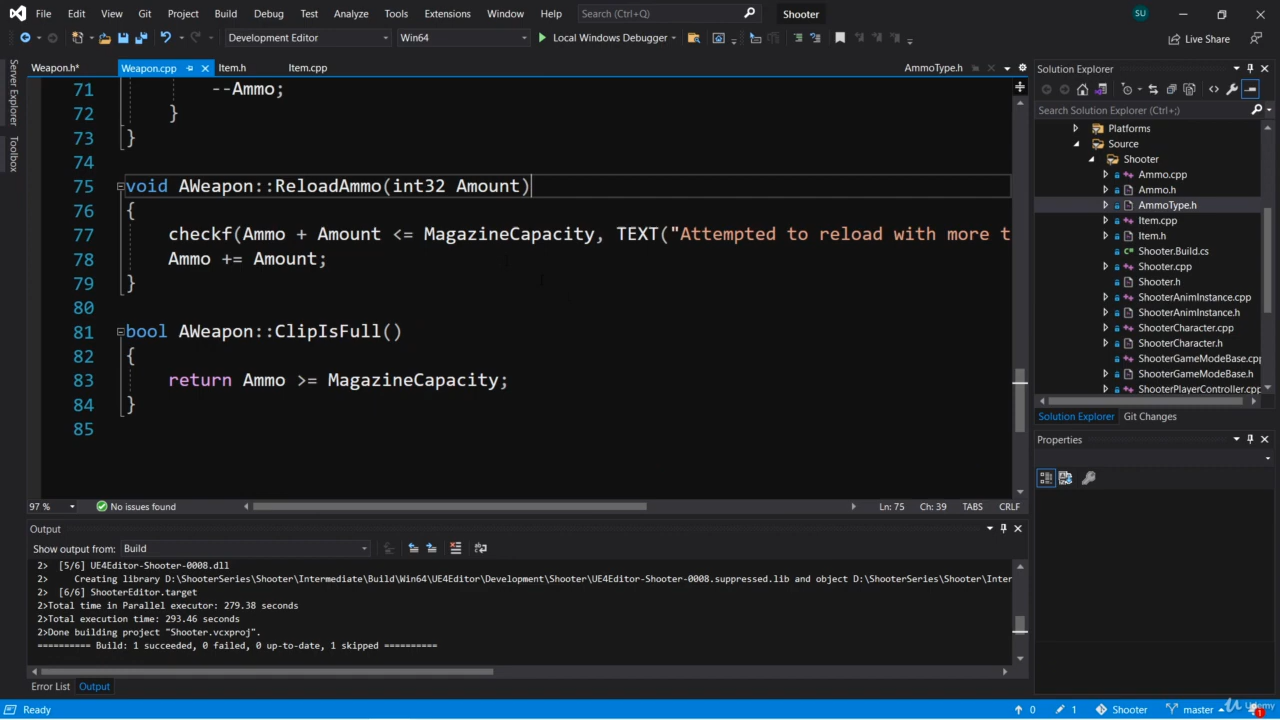 File Edit View Git Project Build Debug Test Analyze Tools Extensions Window Help Search (Ctrl+Q) Shooter SU
Development Editor Win64 Local Windows Debugger Live Share
Weapon.h* Weapon.cpp Item.h Item.cpp AmmoType.h
Server Explorer
Toolbox
71 --Ammo;
72 }
73 }
74
75 void AWeapon::ReloadAmmo(int32 Amount)
76 {
77 checkf(Ammo + Amount <= MagazineCapacity, TEXT("Attempted to reload with more t
78 Ammo += Amount;
79 }
80
81 bool AWeapon::ClipIsFull()
82 {
83 return Ammo >= MagazineCapacity;
84 }
85
97 % No issues found Ln: 75 Ch: 39 TABS CRLF
Output
Show output from: Build
2> [5/6] UE4Editor-Shooter-0008.dll
2> Creating library D:\ShooterSeries\Shooter\Intermediate\Build\Win64\UE4Editor\Development\Shooter\UE4Editor-Shooter-0008.suppressed.lib and object D:\ShooterSeries\Shooter\Inter
2> [6/6] ShooterEditor.target
2>Total time in Parallel executor: 279.38 seconds
2>Total execution time: 293.46 seconds
2>Done building project "Shooter.vcxproj".
========== Build: 1 succeeded, 0 failed, 0 up-to-date, 1 skipped ==========
Error List Output
Solution Explorer
Search Solution Explorer (Ctrl+;)
Platforms
Source
Shooter
Ammo.cpp
Ammo.h
AmmoType.h
Item.cpp
Item.h
Shooter.Build.cs
Shooter.cpp
Shooter.h
ShooterAnimInstance.cpp
ShooterAnimInstance.h
ShooterCharacter.cpp
ShooterCharacter.h
ShooterGameModeBase.cpp
ShooterGameModeBase.h
ShooterPlayerController.cpp
Solution Explorer Git Changes
Properties
Ready 0 1 Shooter master 1
Udemy